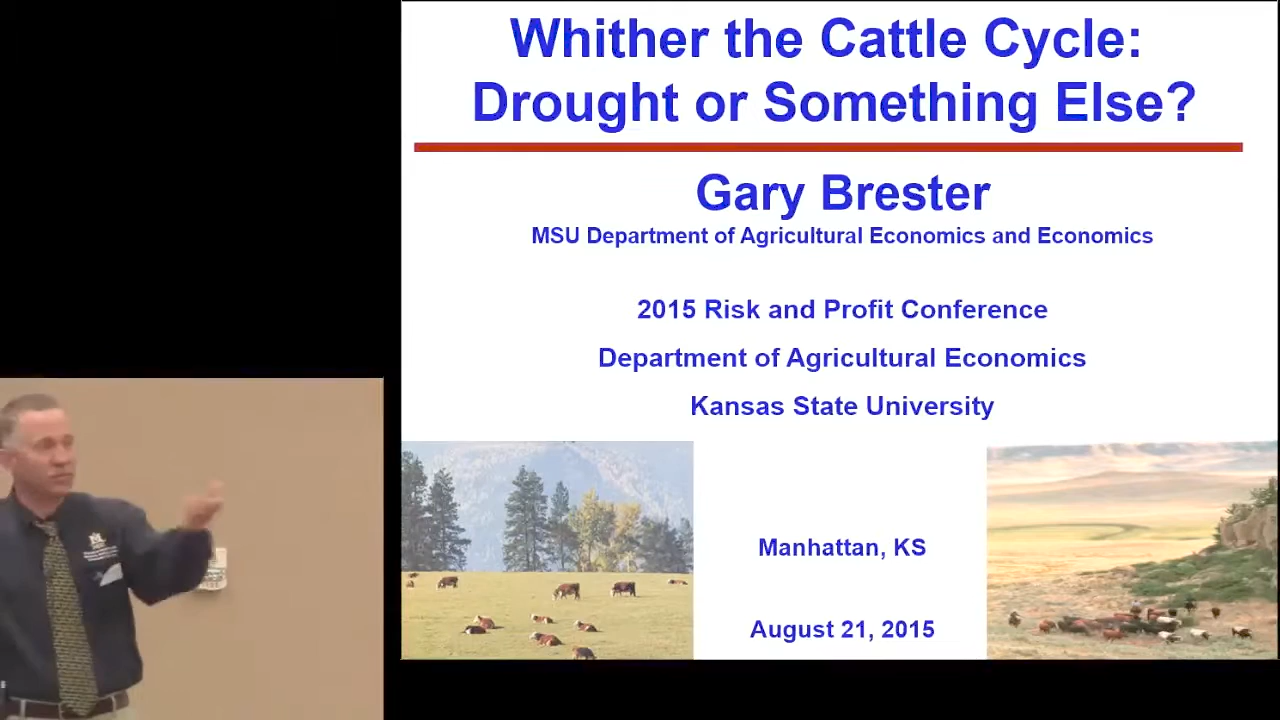 Whither the Cattle Cycle:
Drought or Something Else?
Gary Brester
MSU Department of Agricultural Economics and Economics
2015 Risk and Profit Conference
Department of Agricultural Economics
Kansas State University
Manhattan, KS
August 21, 2015